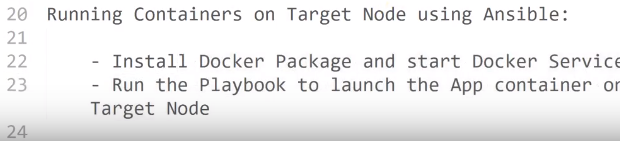 20 Running Containers on Target Node using Ansible:
21
22 - Install Docker Package and start Docker Service
23 - Run the Playbook to launch the App container on
Target Node
24